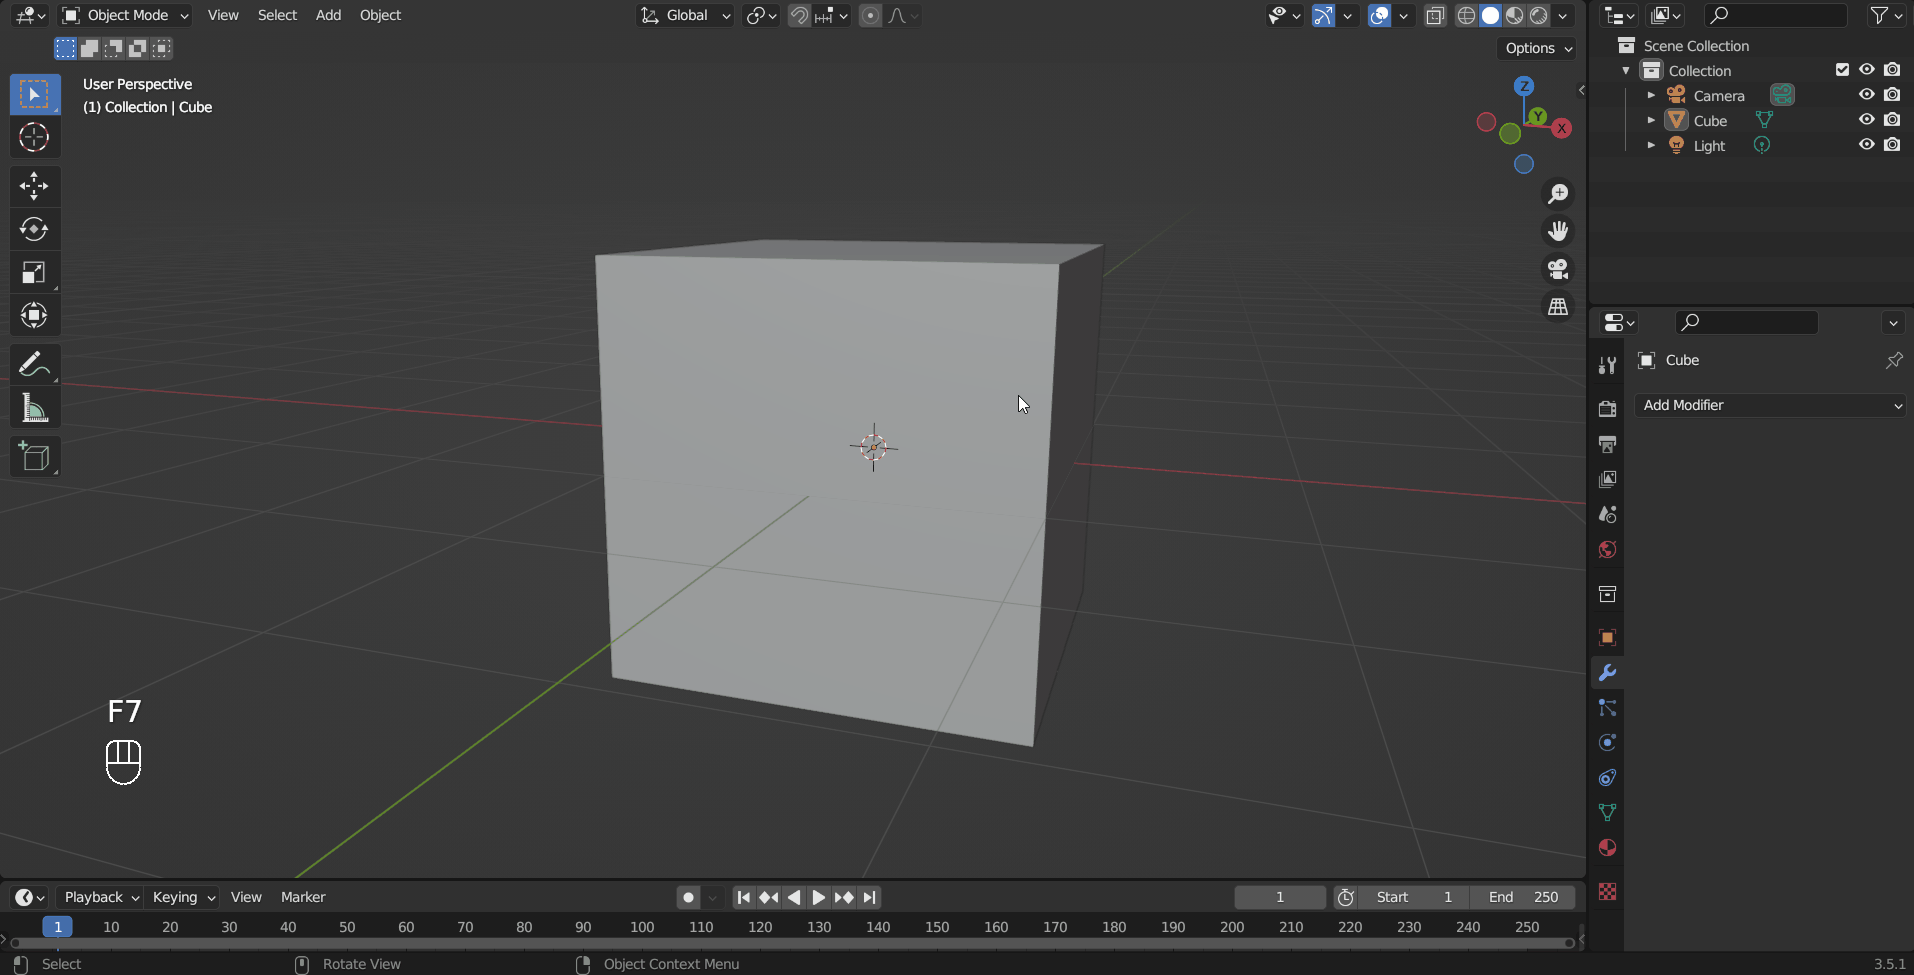 Object Mode View Select Add Object Global
Options
User Perspective
(1) Collection | Cube
Z
Y
X
F7
Scene Collection
Collection
Camera
Cube
Light
Cube
Add Modifier
Playback Keying View Marker 1 Start 1 End 250
1 10 20 30 40 50 60 70 80 90 100 110 120 130 140 150 160 170 180 190 200 210 220 230 240 250
Select Rotate View Object Context Menu 3.5.1